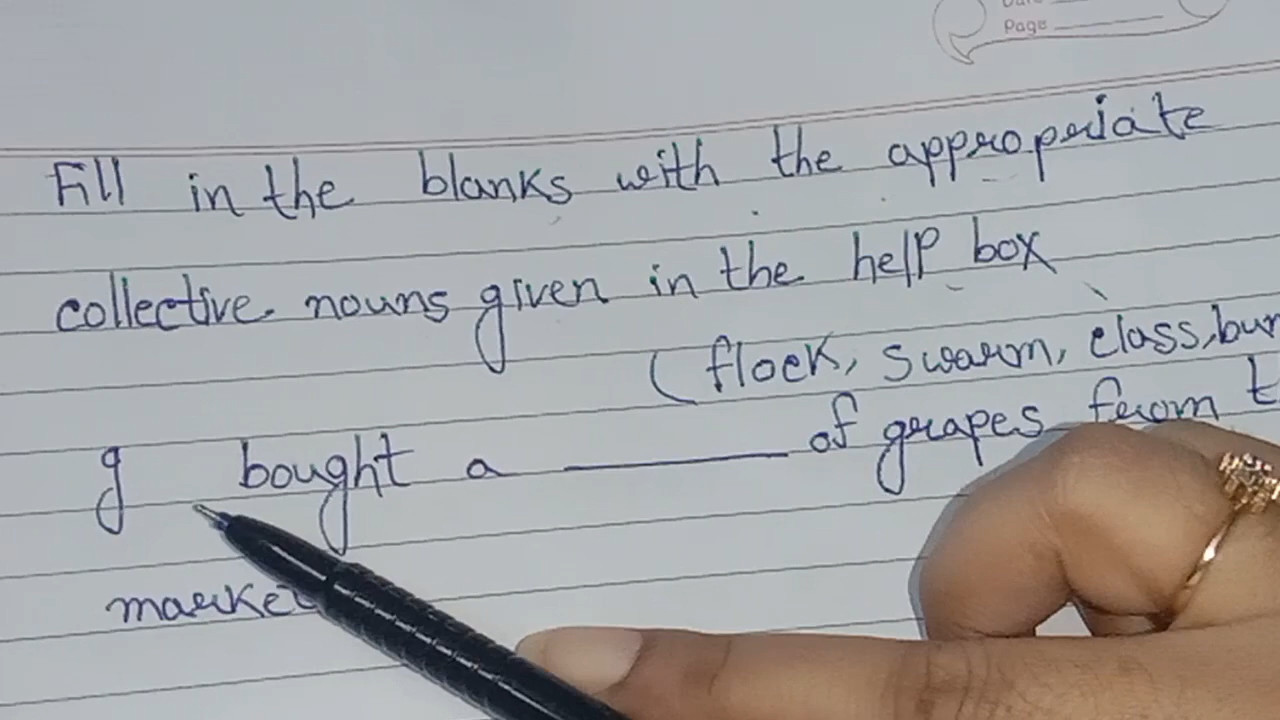 Page
Fill in the blanks with the appropriate
collective nouns given in the help box
(flock, swarm, class,
I bought a ______ of grapes from